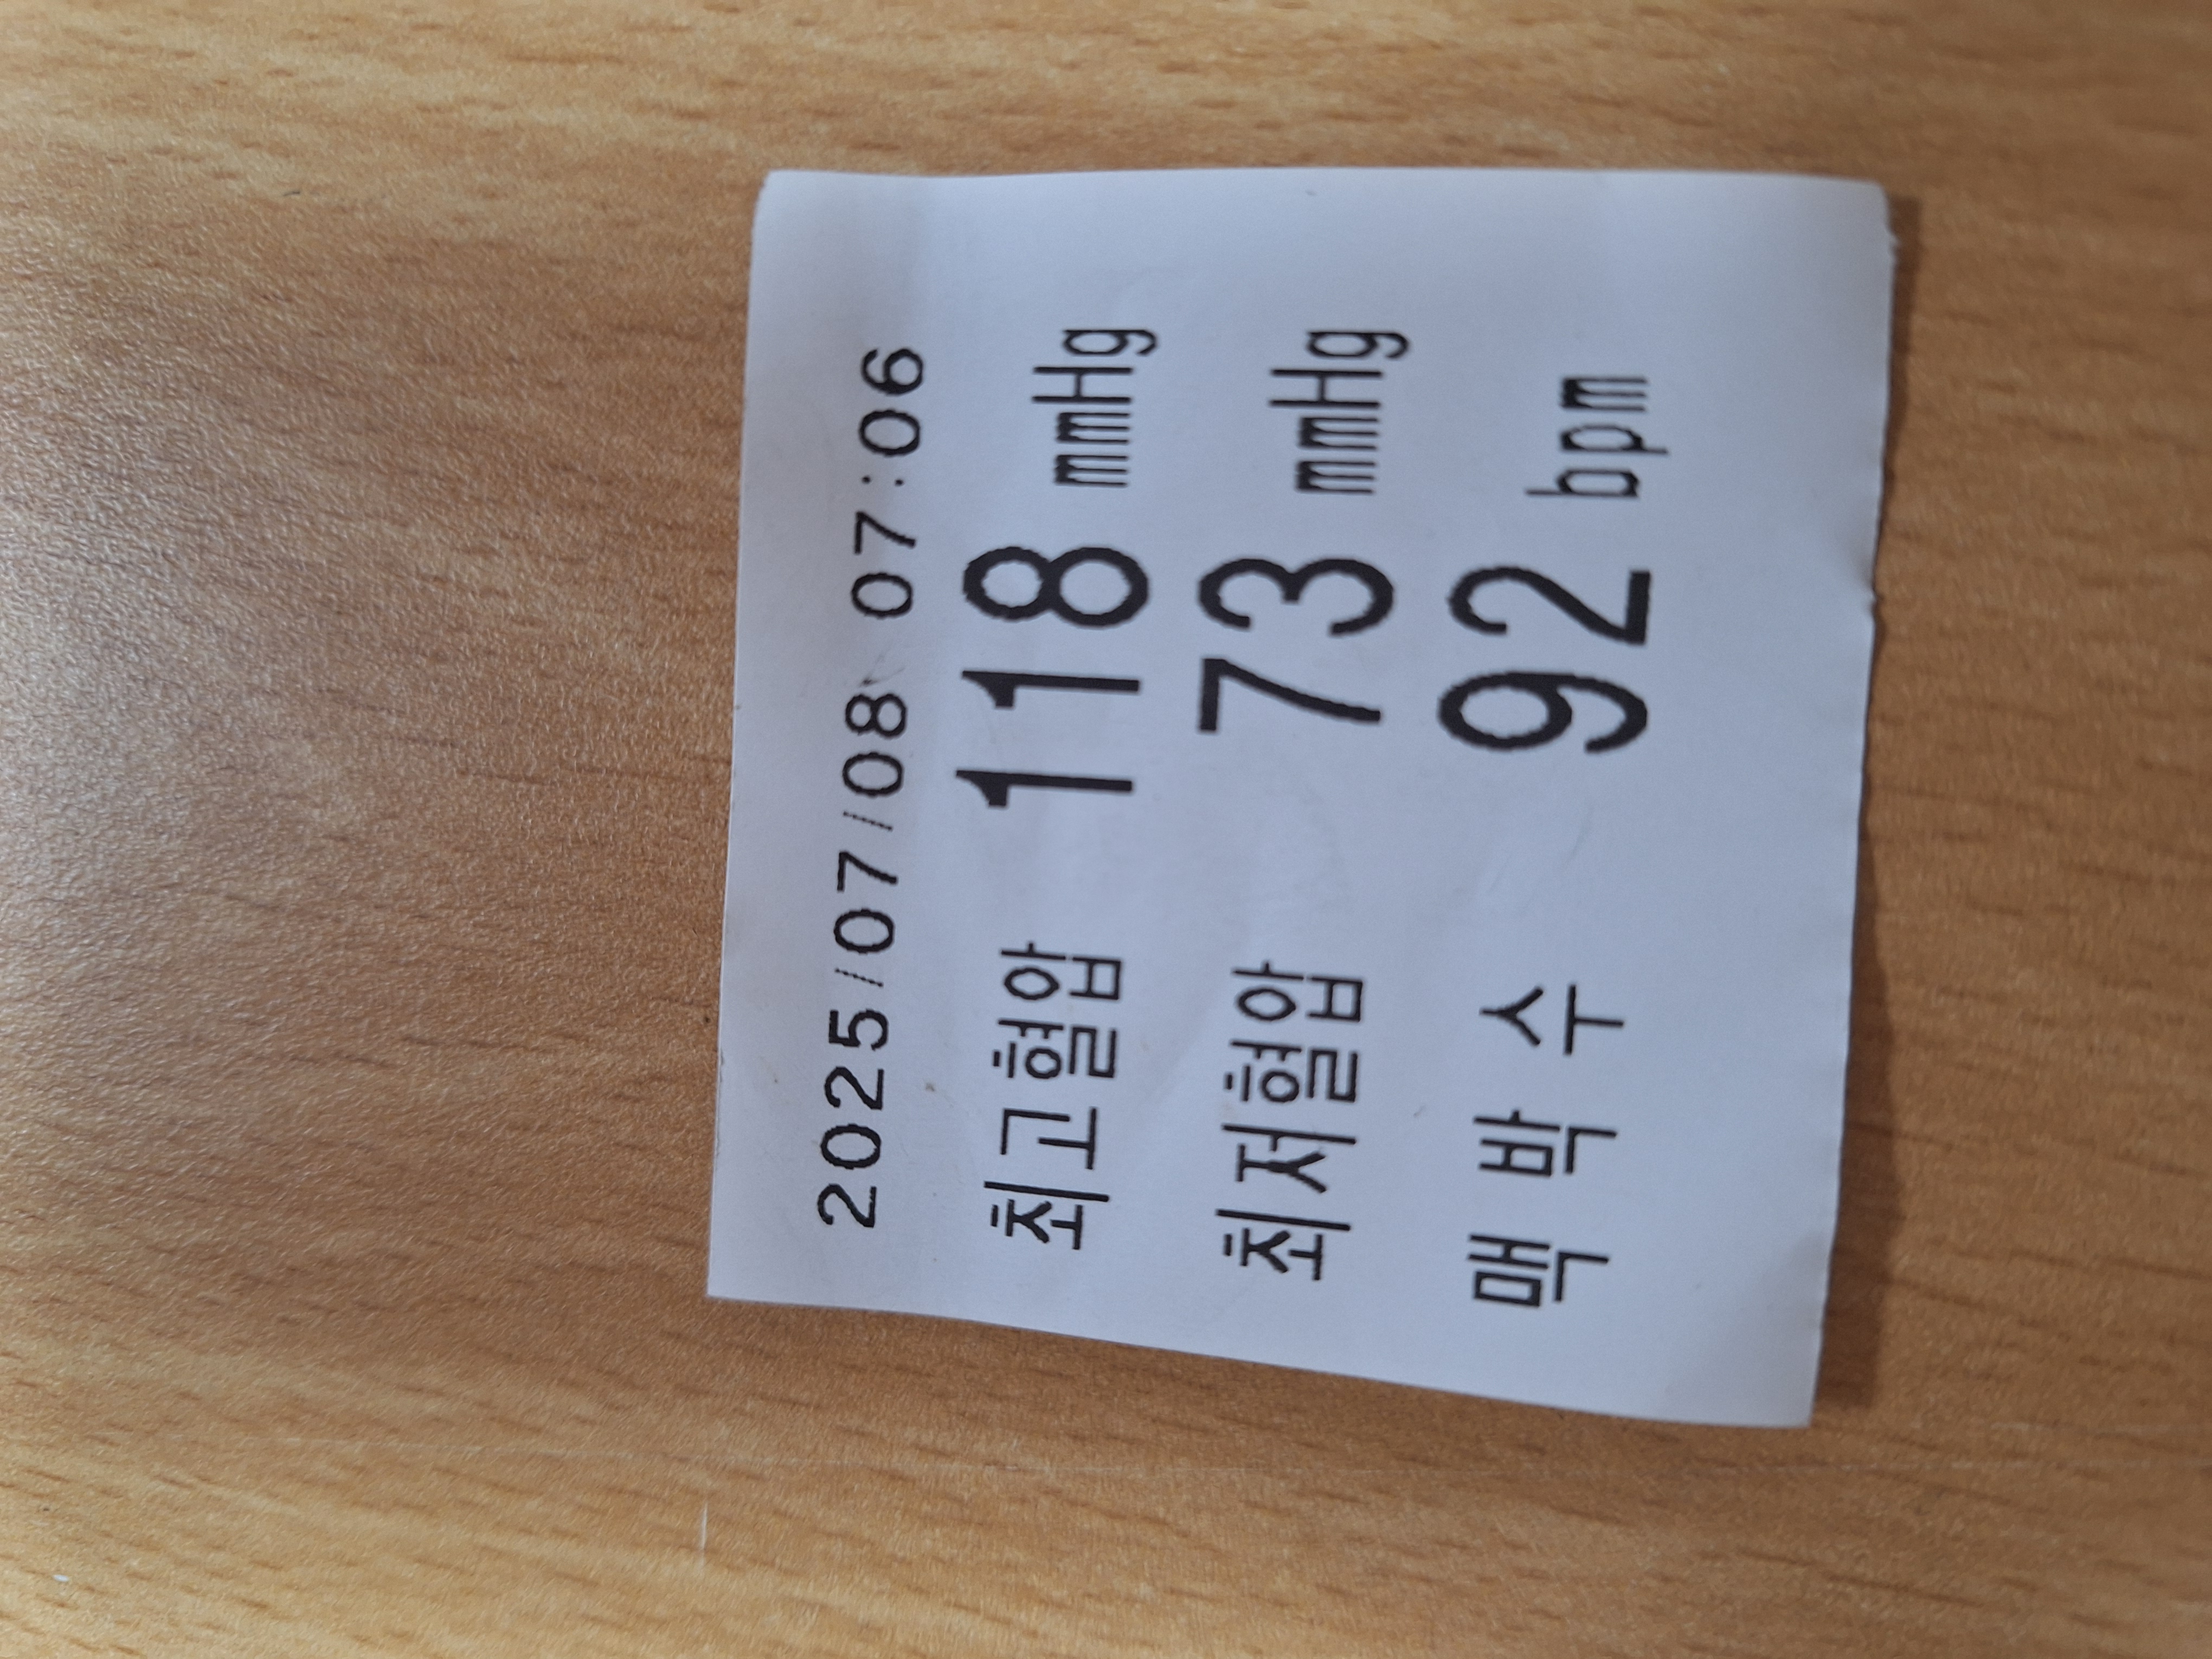 2025/07/08 07:06
최고혈압 118 mmHg
최저혈압 73 mmHg
맥 박 수 92 bpm